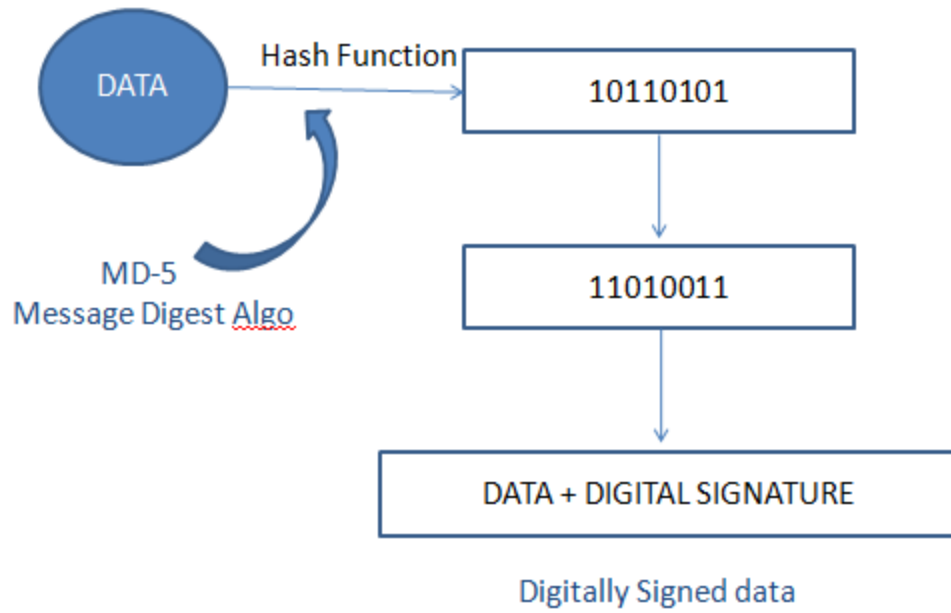 DATA
Hash Function
10110101
MD-5
Message Digest Algo
11010011
DATA + DIGITAL SIGNATURE
Digitally Signed data